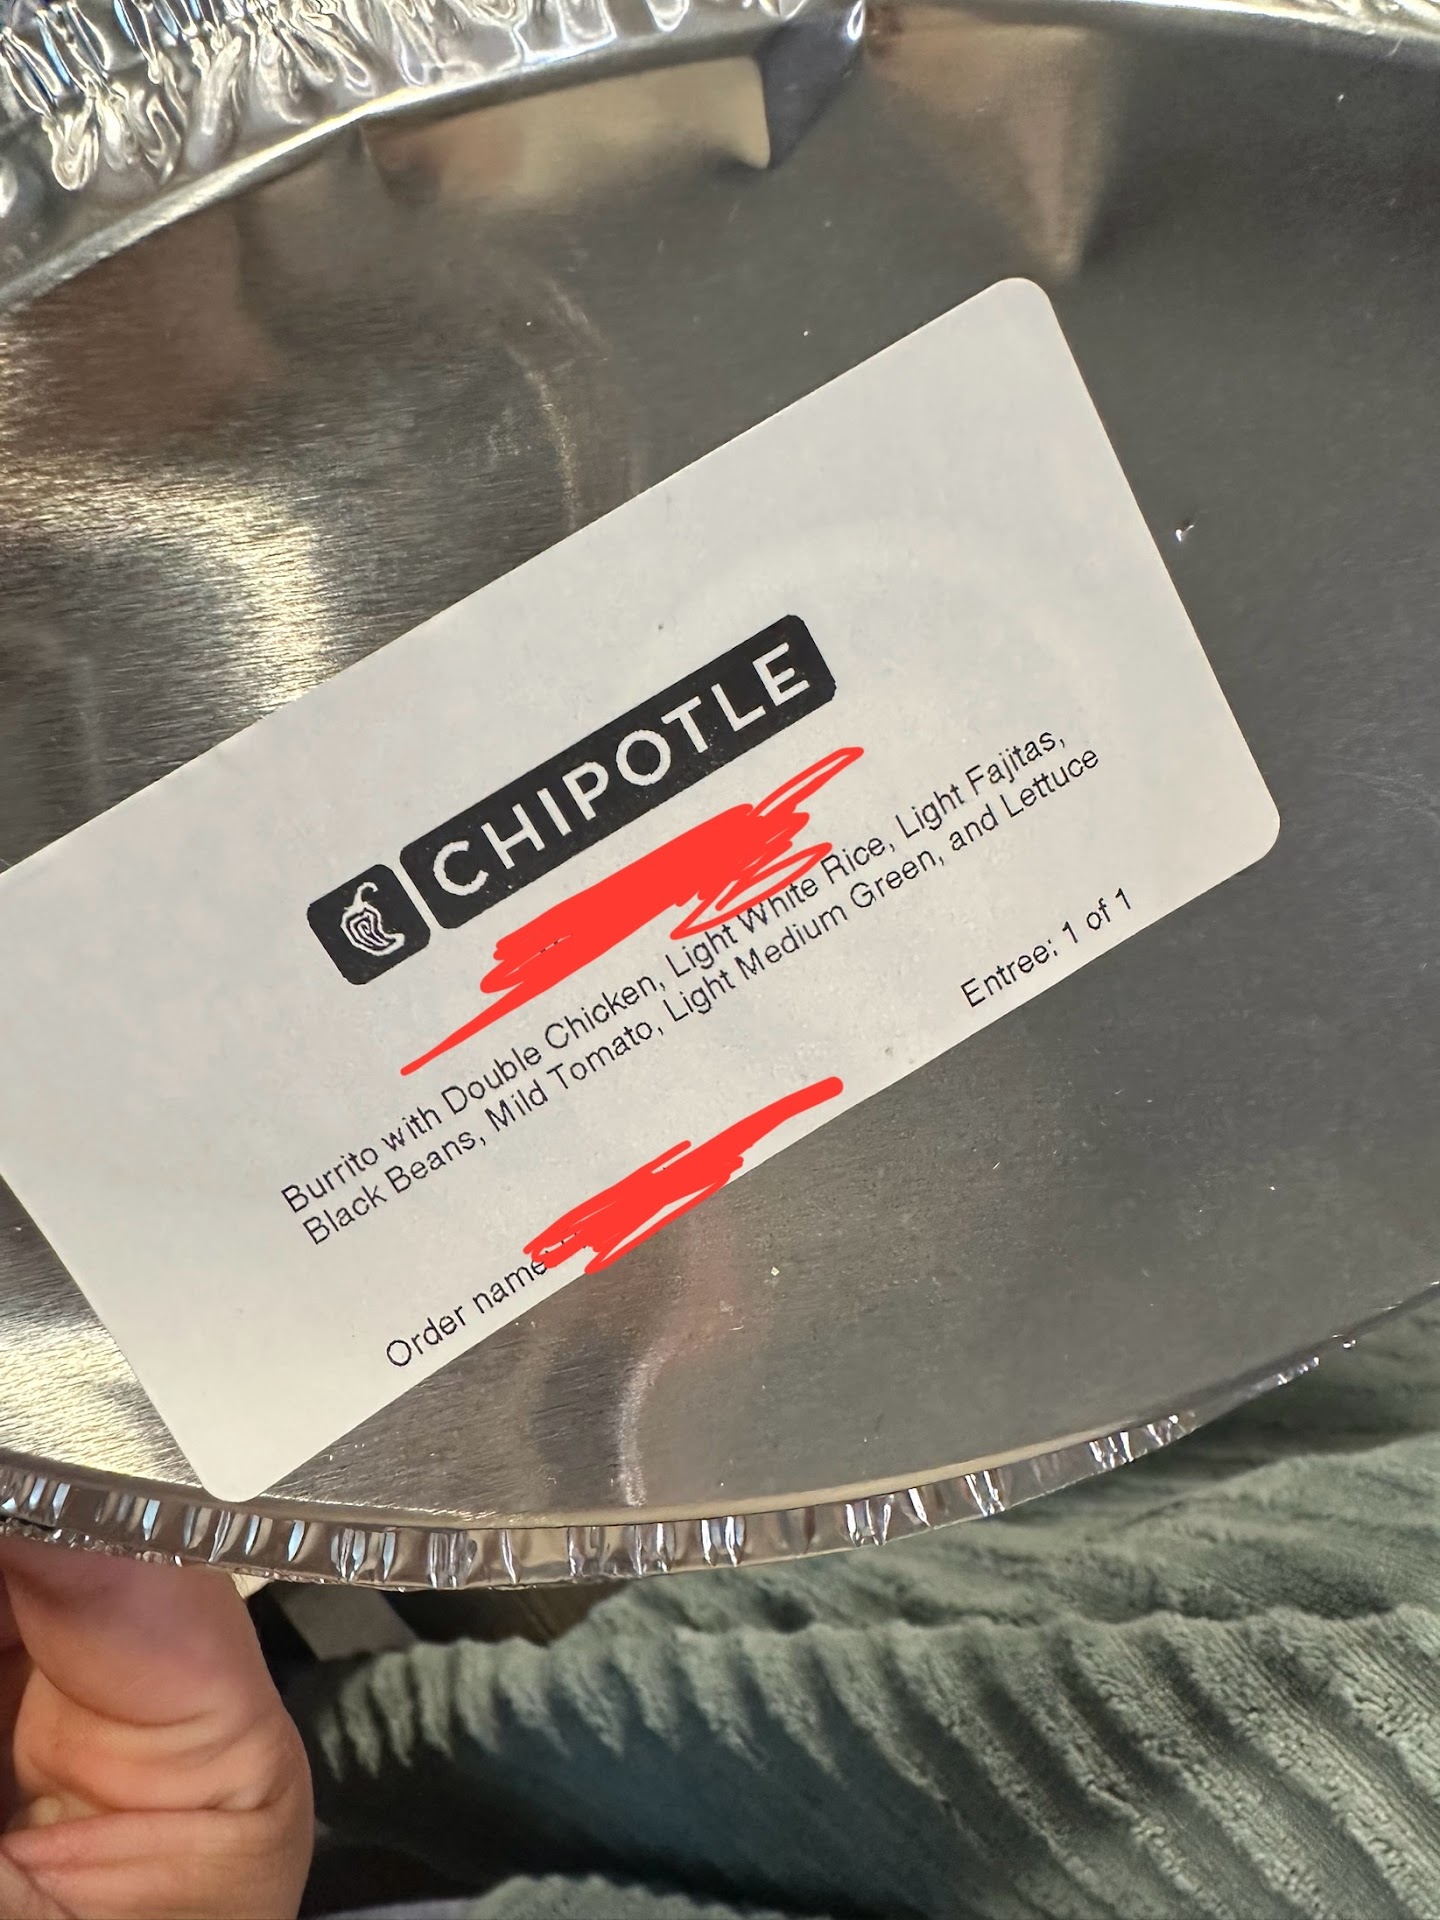 CHIPOTLE
Burrito with Double Chicken, Light White Rice, Light Fajitas,
Black Beans, Mild Tomato, Light Medium Green, and Lettuce
Entree: 1 of 1
Order name: